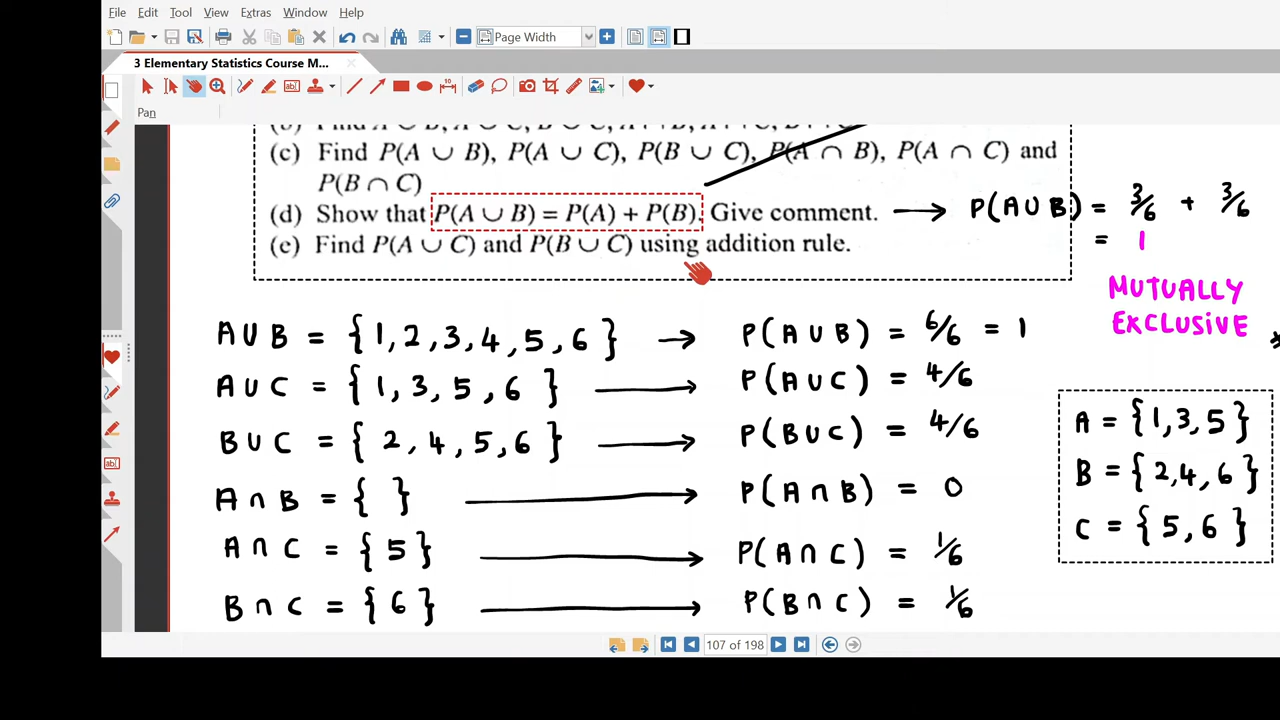 File Edit Tool View Extras Window Help
Page Width
3 Elementary Statistics Course M...
Pan
(c) Find P(A ∪ B), P(A ∪ C), P(B ∪ C), P(A ∩ B), P(A ∩ C) and
P(B ∩ C)
(d) Show that P(A ∪ B) = P(A) + P(B). Give comment. → P(A∪B) = 3/6 + 3/6
= 1
(e) Find P(A ∪ C) and P(B ∪ C) using addition rule.
MUTUALLY
EXCLUSIVE
A∪B = {1,2,3,4,5,6} → P(A∪B) = 6/6 = 1
A∪C = {1,3,5,6} → P(A∪C) = 4/6
B∪C = {2,4,5,6} → P(B∪C) = 4/6
A∩B = { } → P(A∩B) = 0
A∩C = {5} → P(A∩C) = 1/6
B∩C = {6} → P(B∩C) = 1/6
A = {1,3,5}
B = {2,4,6}
C = {5,6}
107 of 198